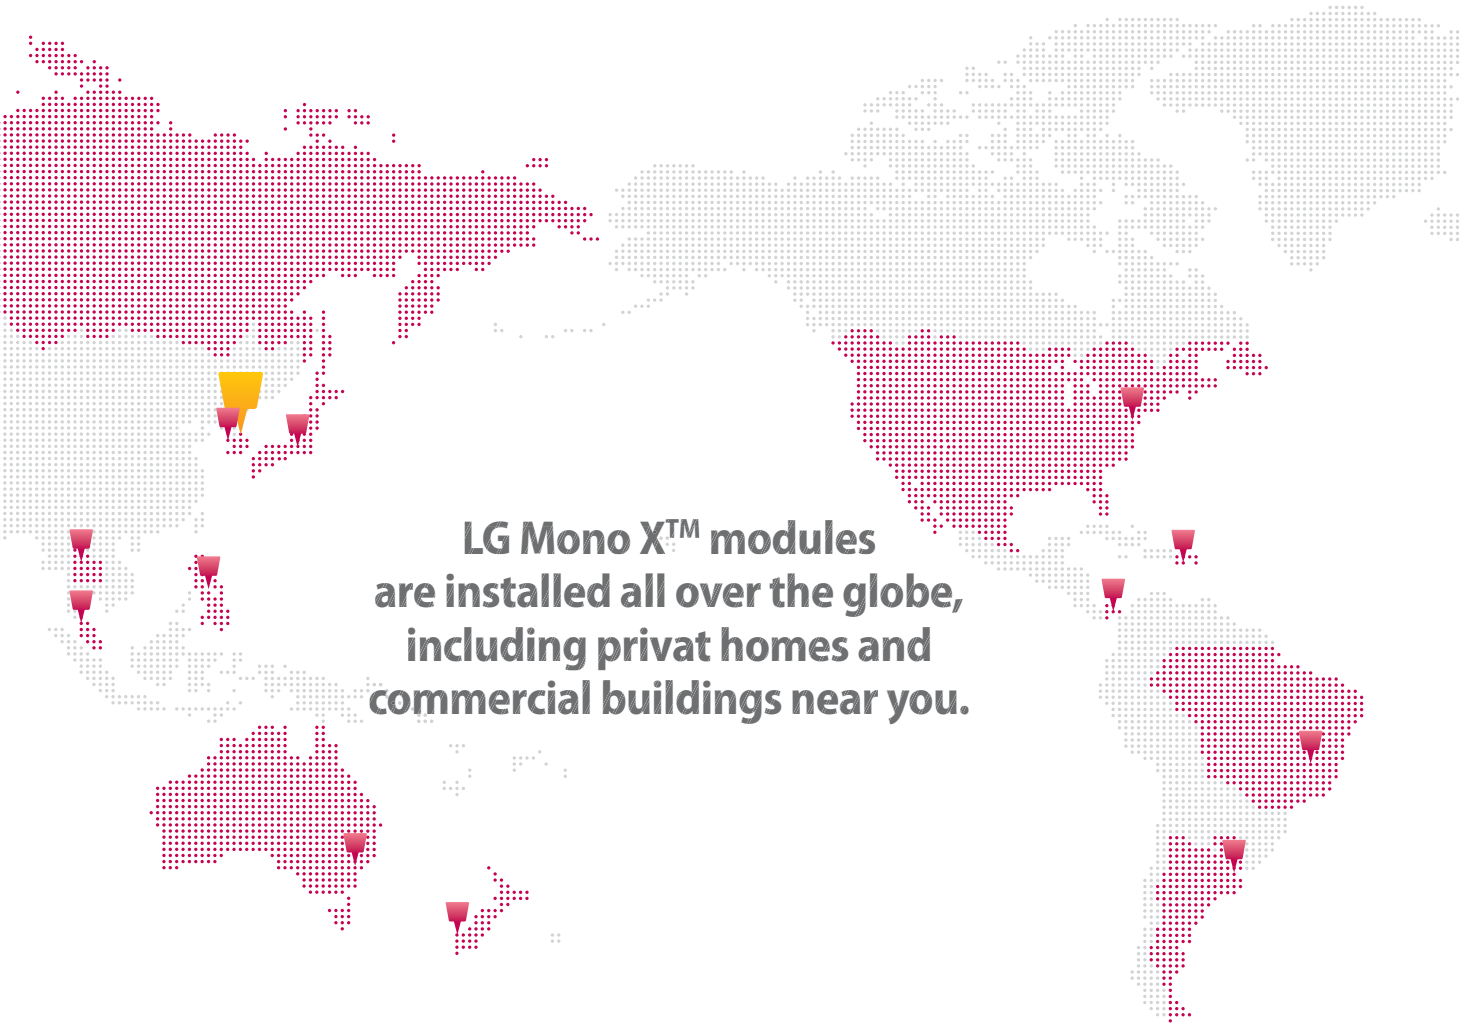 LG Mono X™ modules
are installed all over the globe,
including privat homes and
commercial buildings near you.